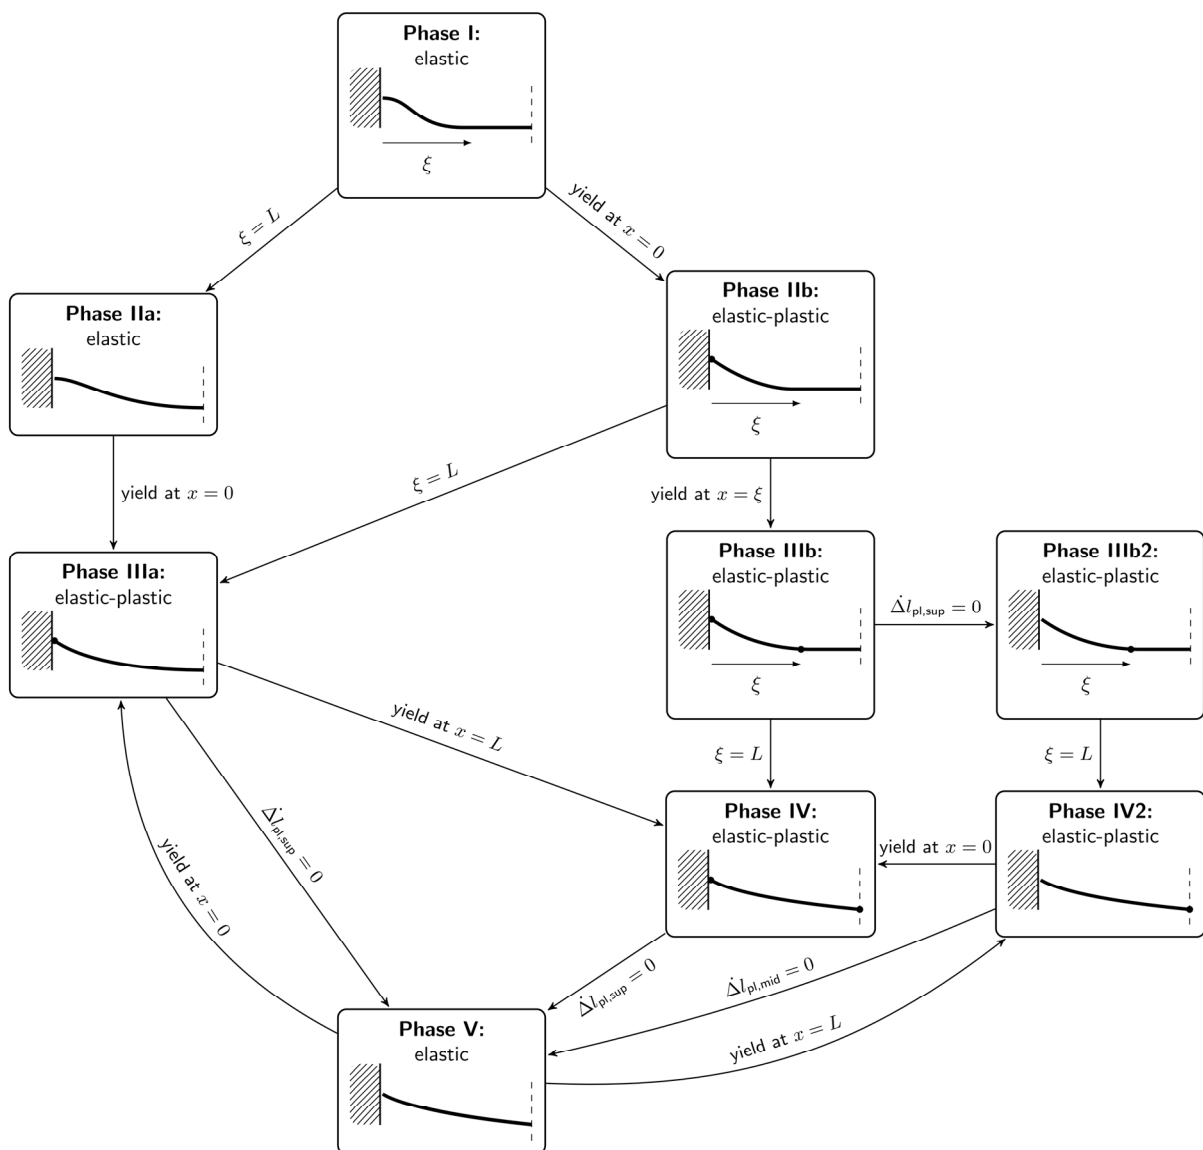 Phase I:
elastic
ξ
ξ = L
yield at x = 0
Phase IIa:
elastic
Phase IIb:
elastic-plastic
ξ
yield at x = 0
ξ = L
yield at x = ξ
Phase IIIa:
elastic-plastic
Phase IIIb:
elastic-plastic
ξ
Δ̇l_pl,sup = 0
Phase IIIb2:
elastic-plastic
ξ
yield at x = L
ξ = L
ξ = L
Δ̇l_pl,sup = 0
yield at x = 0
Phase IV:
elastic-plastic
yield at x = 0
Phase IV2:
elastic-plastic
Δ̇l_pl,sup = 0
Δ̇l_pl,mid = 0
yield at x = L
Phase V:
elastic